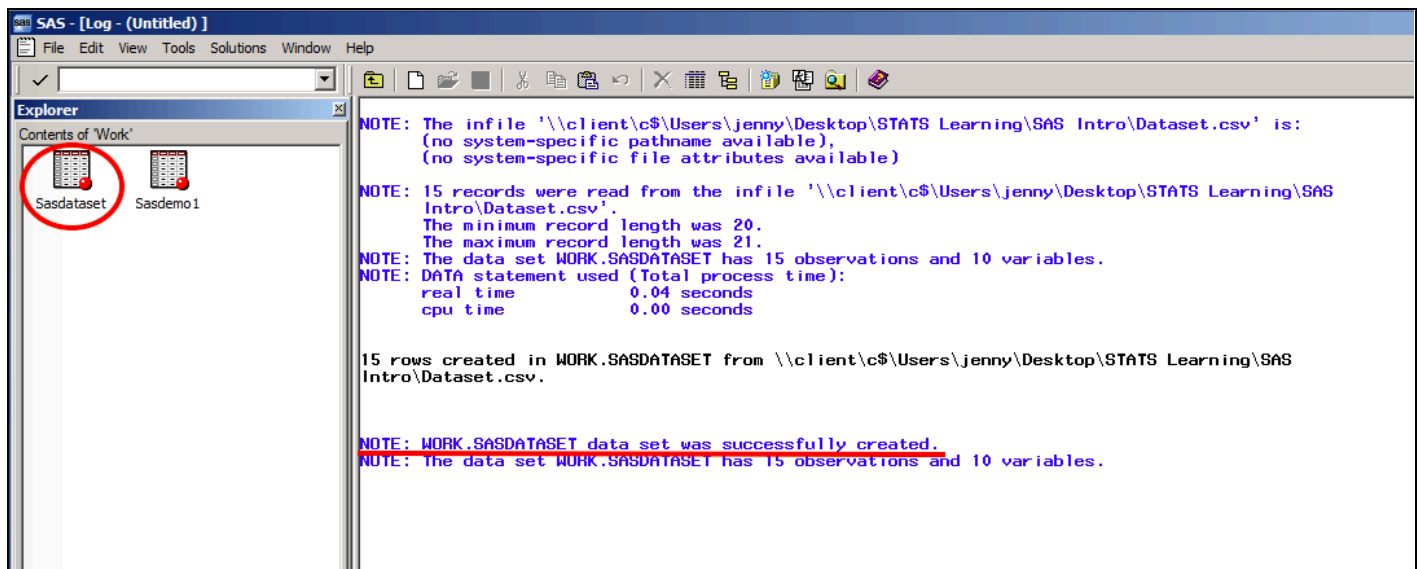 SAS - [Log - (Untitled) ]
File Edit View Tools Solutions Window Help
Explorer
Contents of 'Work'
Sasdataset Sasdemo1
NOTE: The infile '\\client\c$\Users\jenny\Desktop\STATS Learning\SAS Intro\Dataset.csv' is:
(no system-specific pathname available),
(no system-specific file attributes available)
NOTE: 15 records were read from the infile '\\client\c$\Users\jenny\Desktop\STATS Learning\SAS
Intro\Dataset.csv'.
The minimum record length was 20.
The maximum record length was 21.
NOTE: The data set WORK.SASDATASET has 15 observations and 10 variables.
NOTE: DATA statement used (Total process time):
real time 0.04 seconds
cpu time 0.00 seconds
15 rows created in WORK.SASDATASET from \\client\c$\Users\jenny\Desktop\STATS Learning\SAS
Intro\Dataset.csv.
NOTE: WORK.SASDATASET data set was successfully created.
NOTE: The data set WORK.SASDATASET has 15 observations and 10 variables.